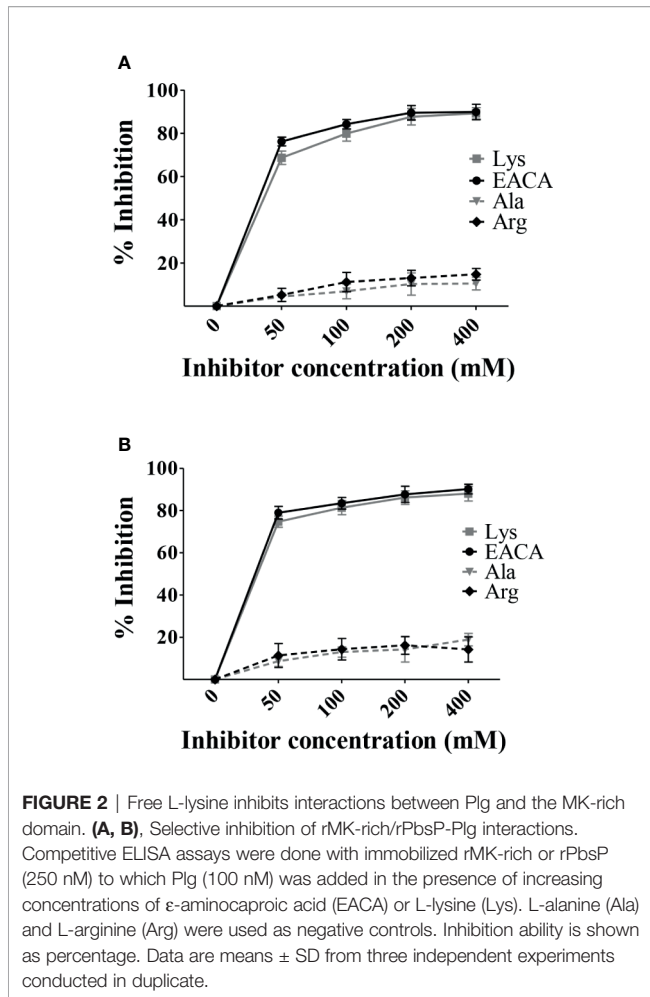 A
100
80
60
40
20
% Inhibition
Lys
EACA
Ala
Arg
0
50
100
200
400
Inhibitor concentration (mM)
B
100
80
60
40
20
% Inhibition
Lys
EACA
Ala
Arg
0
50
100
200
400
Inhibitor concentration (mM)
FIGURE 2 | Free L-lysine inhibits interactions between Plg and the MK-rich
domain. (A, B), Selective inhibition of rMK-rich/rPbsP-Plg interactions.
Competitive ELISA assays were done with immobilized rMK-rich or rPbsP
(250 nM) to which Plg (100 nM) was added in the presence of increasing
concentrations of ε-aminocaproic acid (EACA) or L-lysine (Lys). L-alanine (Ala)
and L-arginine (Arg) were used as negative controls. Inhibition ability is shown
as percentage. Data are means ± SD from three independent experiments
conducted in duplicate.